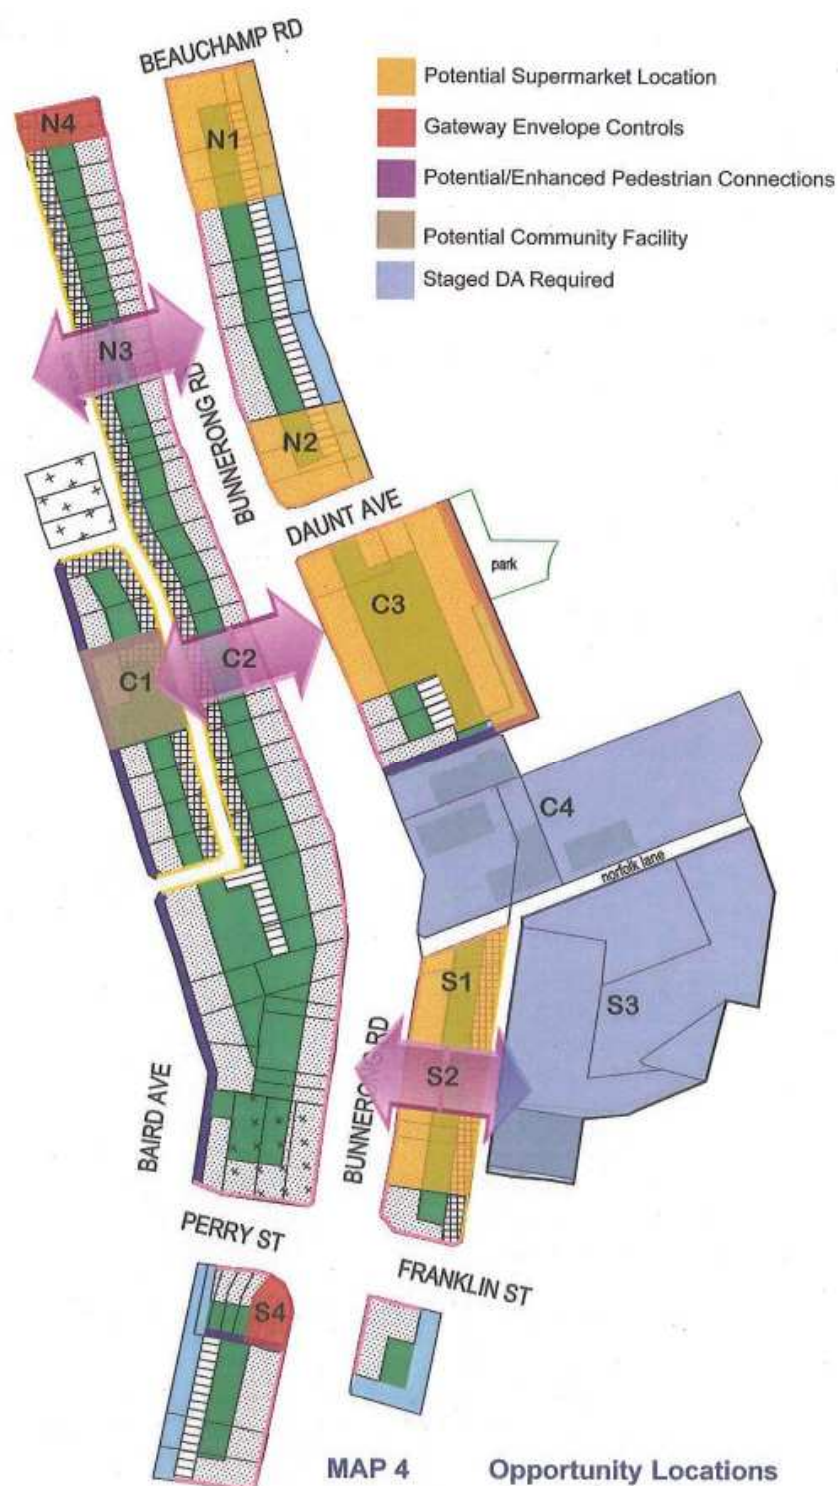 BEAUCHAMP RD
Potential Supermarket Location
Gateway Envelope Controls
Potential/Enhanced Pedestrian Connections
Potential Community Facility
Staged DA Required
N4
N1
N3
BUNNERONG RD
N2
DAUNT AVE
park
C3
C1
C2
C4
norfolk lane
S1
S3
S2
BAIRD AVE
BUNNERONG RD
PERRY ST
FRANKLIN ST
S4
MAP 4 Opportunity Locations